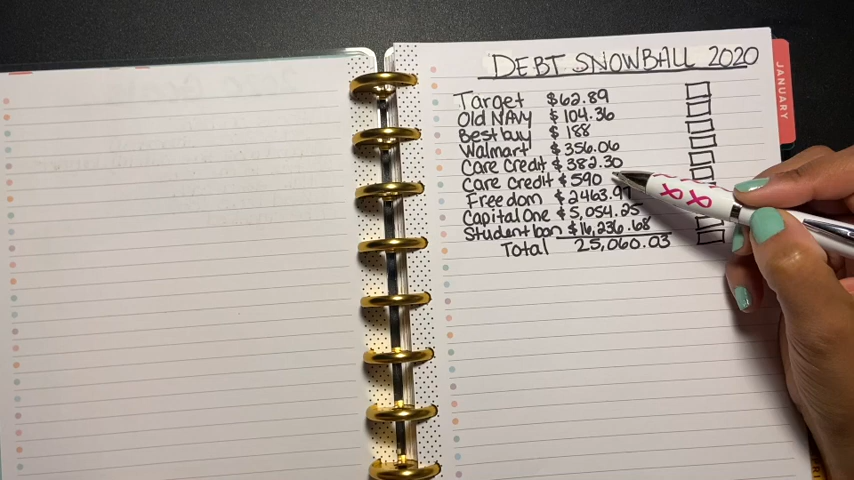 DEBT SNOWBALL 2020
JANUARY
Target $62.89
Old NAvy $104.36
Best buy $188
Walmart $356.06
Care Credit $382.30
Care Credit $590
Freedom $2463.97
Capital One $5,054.25
Student loan $16,236.68
Total 25,060.03